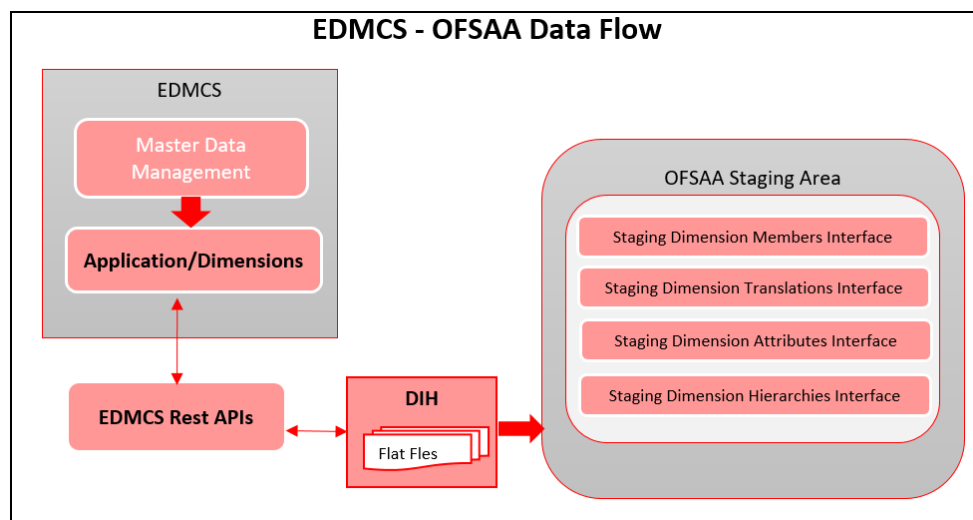 EDMCS - OFSAA Data Flow
EDMCS
Master Data
Management
Application/Dimensions
EDMCS Rest APIs
DIH
Flat Fles
OFSAA Staging Area
Staging Dimension Members Interface
Staging Dimension Translations Interface
Staging Dimension Attributes Interface
Staging Dimension Hierarchies Interface